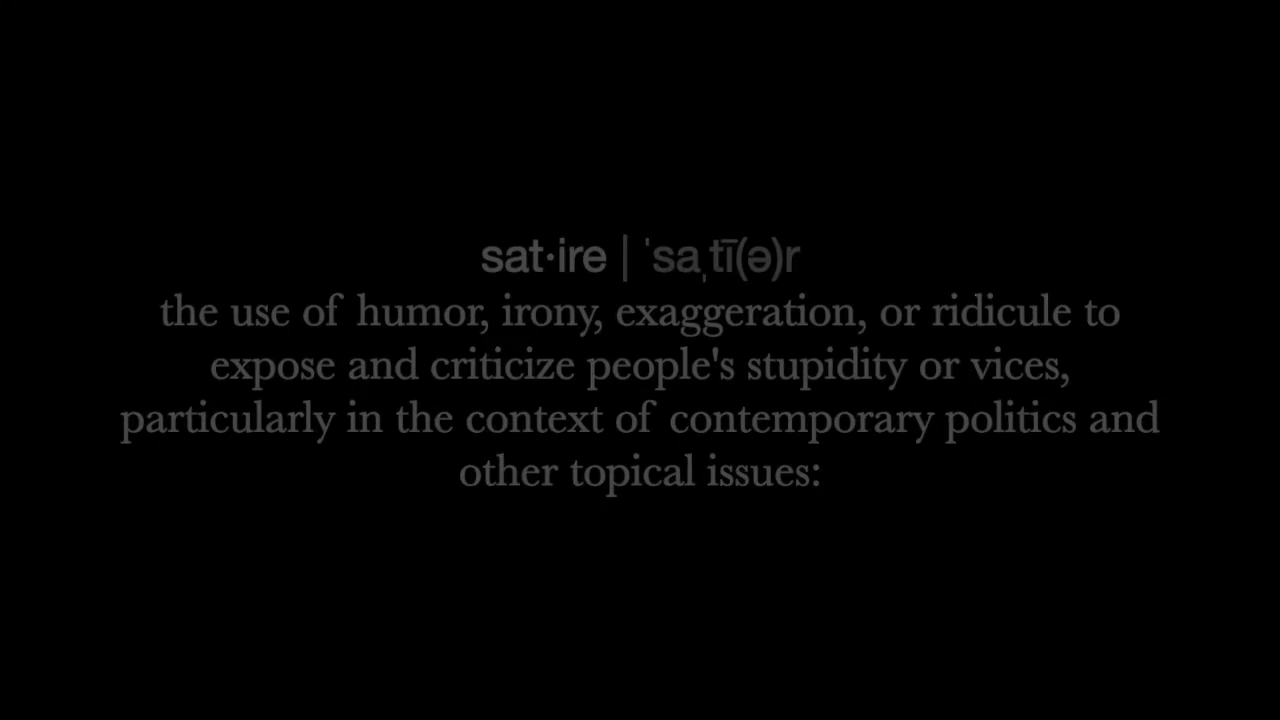 sat·ire | ˈsaˌtī(ə)r
the use of humor, irony, exaggeration, or ridicule to
expose and criticize people's stupidity or vices,
particularly in the context of contemporary politics and
other topical issues: